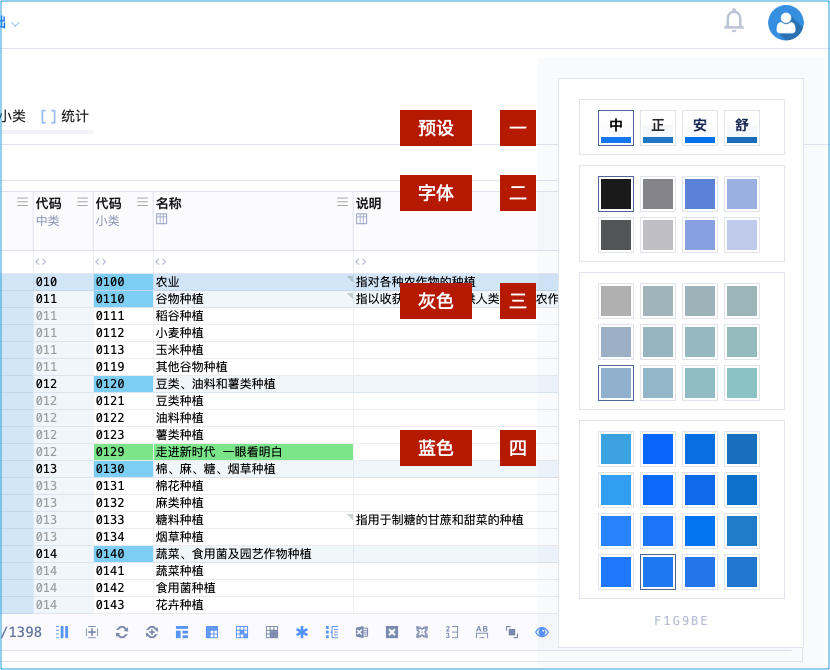 小类 [ ] 统计
预设 一 中 正 安 舒
字体 二
代码 代码 名称 说明
中类 小类
010 0100 农业 指对各种农作物的种植
011 0110 谷物种植 指以收获 供人类 农作
灰色 三
011 0111 稻谷种植
011 0112 小麦种植
011 0113 玉米种植
011 0119 其他谷物种植
012 0120 豆类、油料和薯类种植
012 0121 豆类种植
012 0122 油料种植
012 0123 薯类种植
012 0129 走进新时代 一眼看明白
蓝色 四
013 0130 棉、麻、糖、烟草种植
013 0131 棉花种植
013 0132 麻类种植
013 0133 糖料种植 指用于制糖的甘蔗和甜菜的种植
013 0134 烟草种植
014 0140 蔬菜、食用菌及园艺作物种植
014 0141 蔬菜种植
014 0142 食用菌种植
014 0143 花卉种植
/1398
F1G9BE